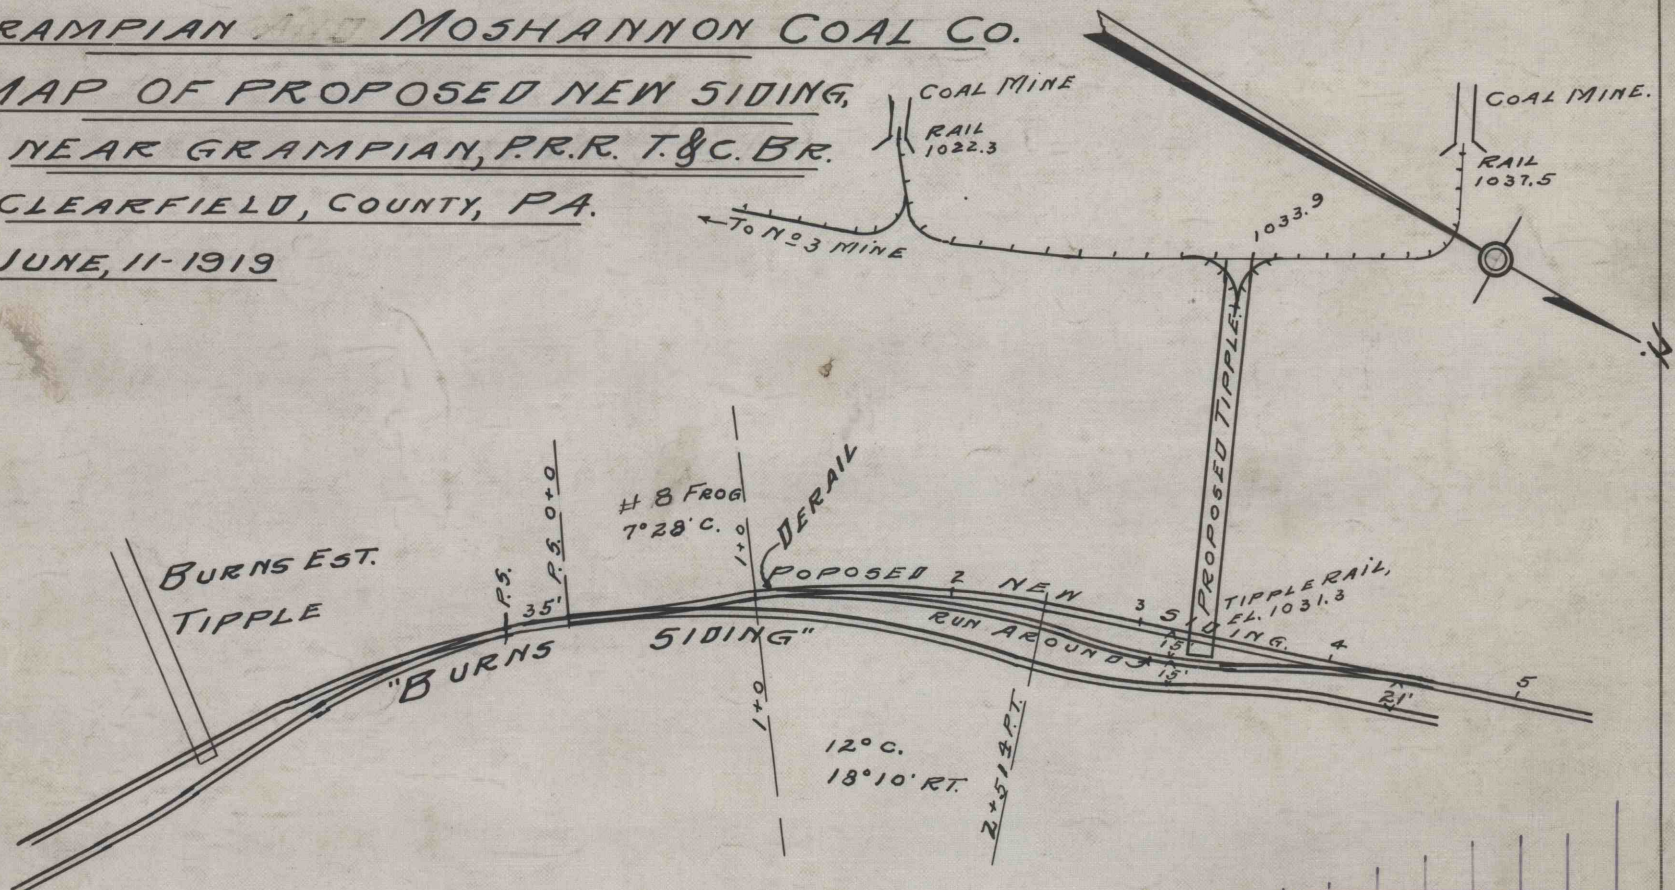 RAMPIAN AND MOSHANNON COAL CO.
MAP OF PROPOSED NEW SIDING,
NEAR GRAMPIAN, P.R.R. T.&C. BR.
CLEARFIELD, COUNTY, PA.
JUNE, 11-1919
COAL MINE
RAIL
1022.3
COAL MINE.
RAIL
1037.5
1033.9
TO Nº3 MINE
N.
PROPOSED TIPPLE.
BURNS EST.
TIPPLE
P.S.
35'
P.S. 0+0
# 8 FROG
7°28' C.
1+0
DERAIL
POPOSED NEW SIDING.
2
3
4
5
RUN AROUND
TIPPLE RAIL,
EL. 1031.3
15'
15'
21'
"BURNS SIDING"
1+0
12° C.
18°10' RT.
2+51.4 P.T.